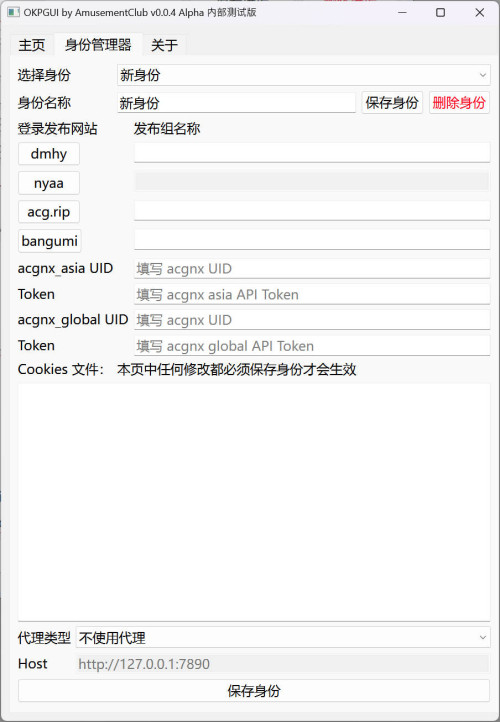 OKPGUI by AmusementClub v0.0.4 Alpha 内部测试版
主页 身份管理器 关于
选择身份 新身份
身份名称 新身份 保存身份 删除身份
登录发布网站 发布组名称
dmhy
nyaa
acg.rip
bangumi
acgnx_asia UID 填写 acgnx UID
Token 填写 acgnx asia API Token
acgnx_global UID 填写 acgnx UID
Token 填写 acgnx global API Token
Cookies 文件： 本页中任何修改都必须保存身份才会生效
代理类型 不使用代理
Host http://127.0.0.1:7890
保存身份